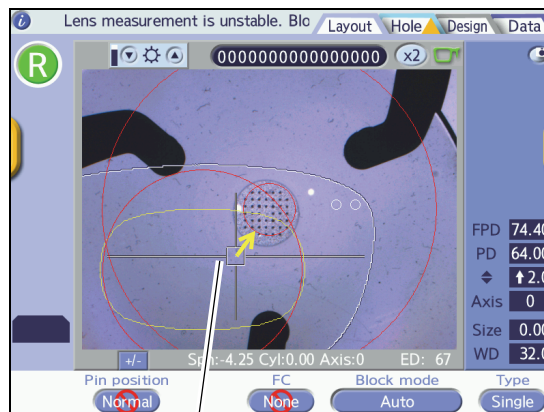 Lens measurement is unstable. Blo
Layout Hole Design Data
R
0000000000000000 x2
FPD 74.40
PD 64.00
2.0
Axis 0
Size 0.00
WD 32.0
+/- Sph:-4.25 Cyl:0.00 Axis:0 ED: 67
Pin position FC Block mode Type
Normal None Auto Single